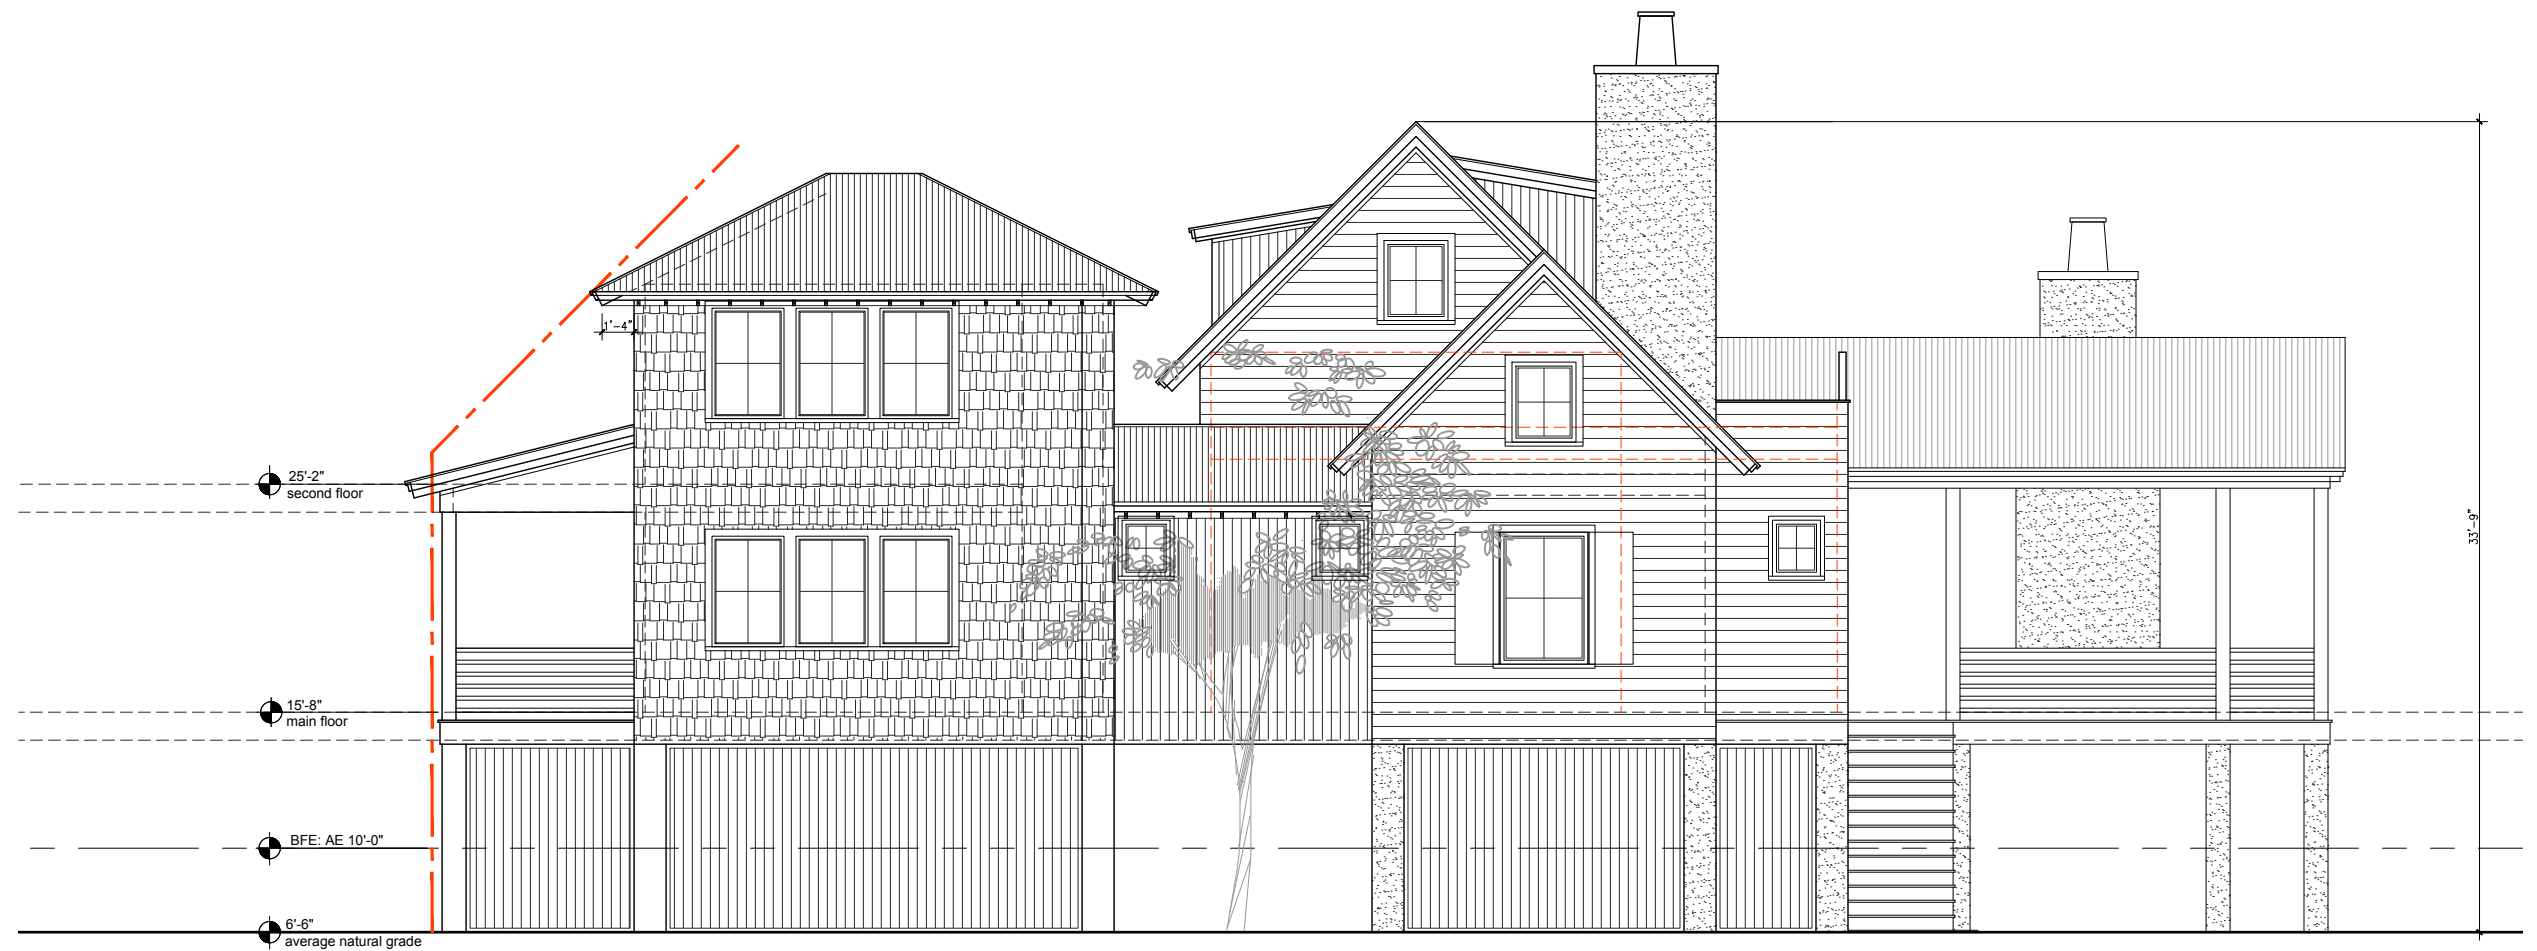 1'-4"
25'-2"
second floor
33'-9"
15'-8"
main floor
BFE: AE 10'-0"
6'-6"
average natural grade